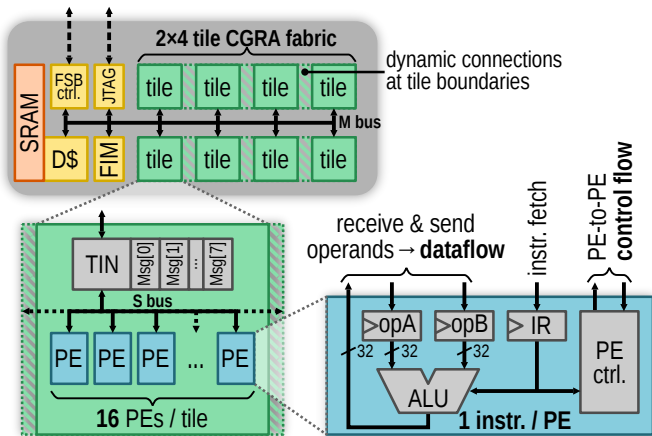 2×4 tile CGRA fabric
FSB
ctrl.
JTAG
tile tile tile tile
dynamic connections
at tile boundaries
SRAM
M bus
D$
FIM
tile tile tile tile
receive & send
operands→dataflow
instr. fetch
PE-to-PE
control flow
TIN
Msg[0]
Msg[1]
...
Msg[7]
S bus
PE PE PE ... PE
16 PEs / tile
opA
opB
IR
PE
ctrl.
32
32
32
ALU
1 instr. / PE